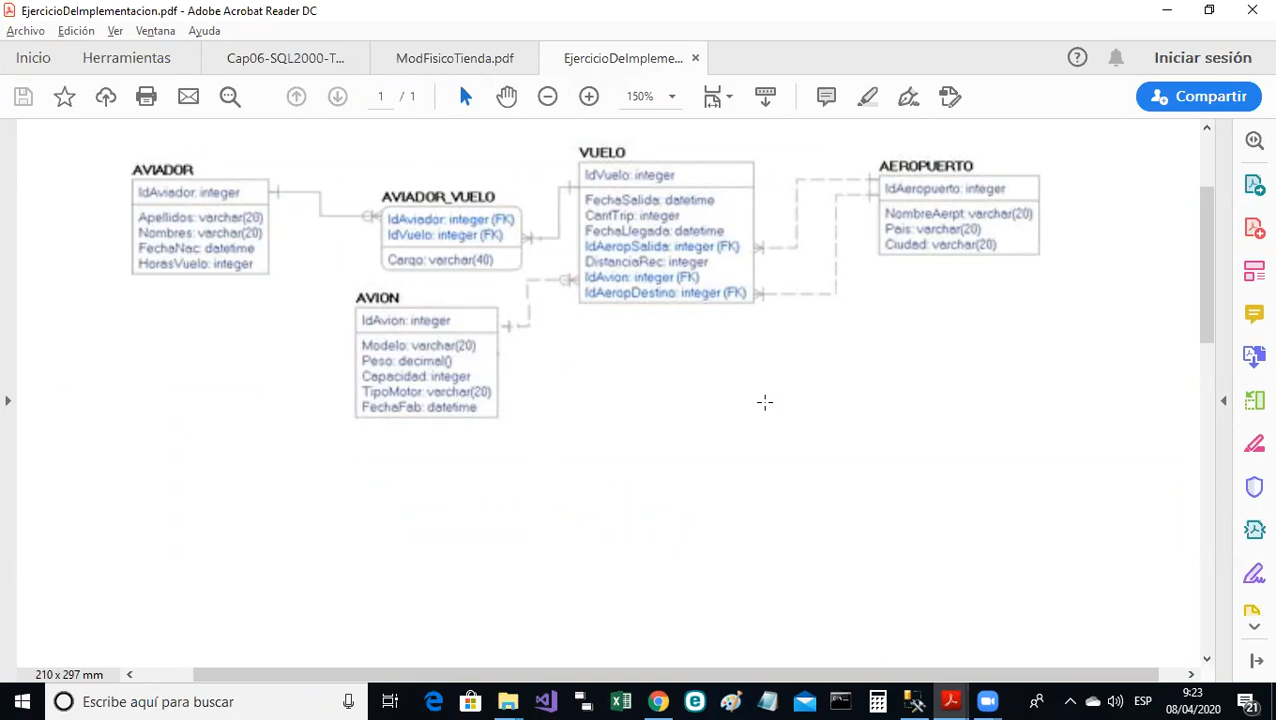 EjercicioDeImplementacion.pdf - Adobe Acrobat Reader DC
Archivo Edición Ver Ventana Ayuda
Inicio Herramientas Cap06-SQL2000-T... ModFisicoTienda.pdf EjercicioDeImpleme... × Iniciar sesión
1 / 1 150% Compartir
AVIADOR
IdAviador: integer
Apellidos: varchar(20)
Nombres: varchar(20)
FechaNac: datetime
HorasVuelo: integer
AVIADOR_VUELO
IdAviador: integer (FK)
IdVuelo: integer (FK)
Cargo: varchar(40)
AVION
IdAvion: integer
Modelo: varchar(20)
Peso: decimal()
Capacidad: integer
TipoMotor: varchar(20)
FechaFab: datetime
VUELO
IdVuelo: integer
FechaSalida: datetime
CantTrip: integer
FechaLlegada: datetime
IdAeropSalida: integer (FK)
DistanciaRec: integer
IdAvion: integer (FK)
IdAeropDestino: integer (FK)
AEROPUERTO
IdAeropuerto: integer
NombreAerpt: varchar(20)
Pais: varchar(20)
Ciudad: varchar(20)
210 x 297 mm
Escribe aquí para buscar
ESP
9:23
08/04/2020
21